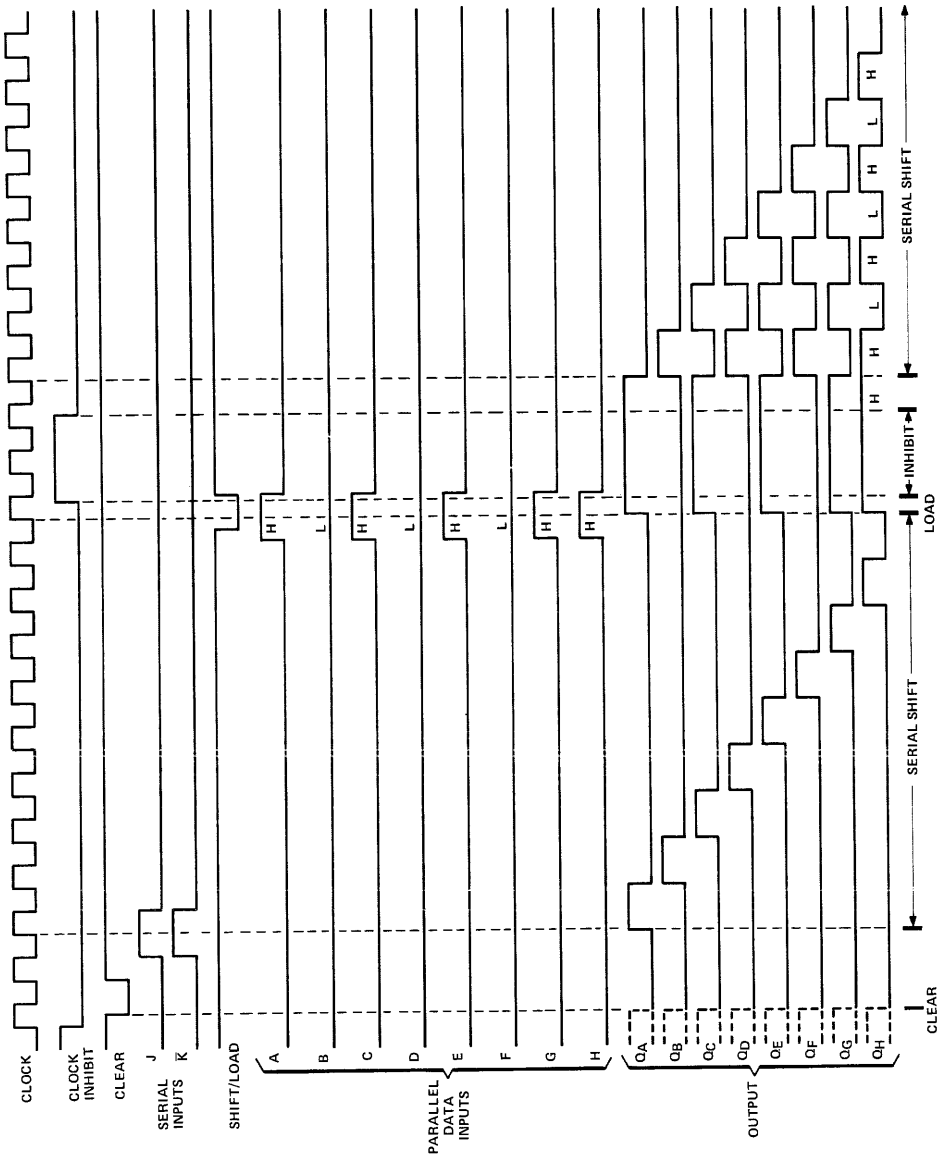 CLOCK
CLOCK
INHIBIT
CLEAR
SERIAL
INPUTS
J
K̅
SHIFT/LOAD
PARALLEL
DATA
INPUTS
A
H
B
L
C
H
D
L
E
H
F
L
G
H
H
H
OUTPUT
QA
QB
QC
QD
QE
QF
QG
QH
H
H
L
H
L
H
L
H
CLEAR
SERIAL SHIFT
LOAD
INHIBIT
SERIAL SHIFT